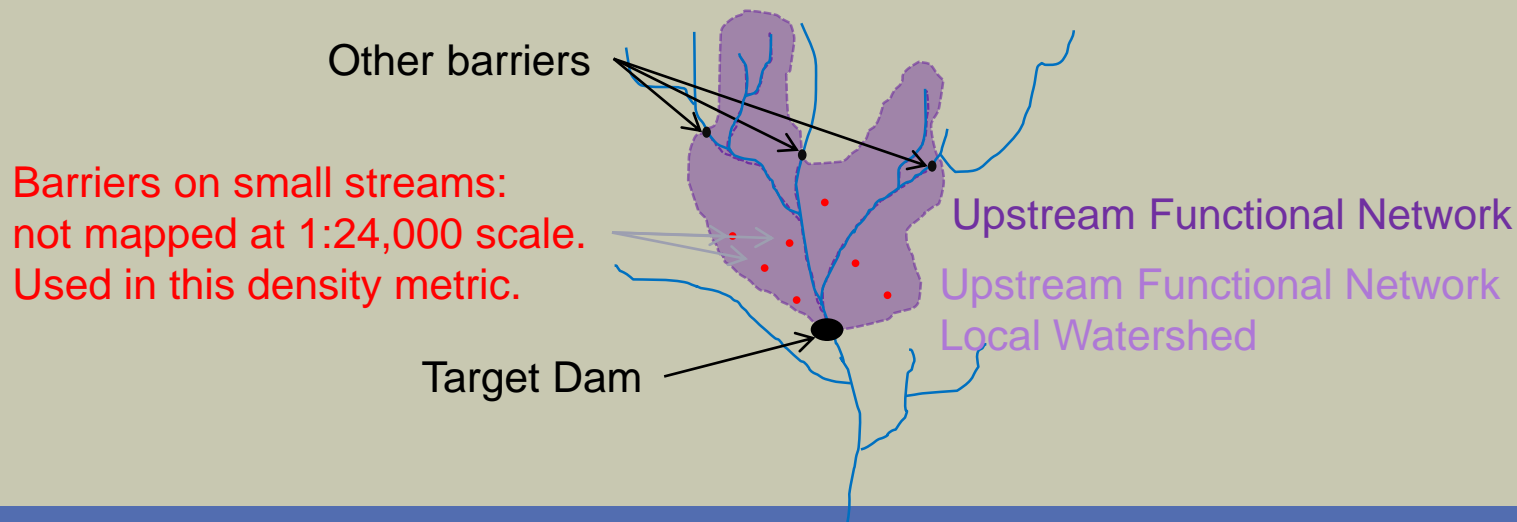 Other barriers
Barriers on small streams:
not mapped at 1:24,000 scale.
Used in this density metric.
Upstream Functional Network
Upstream Functional Network
Local Watershed
Target Dam